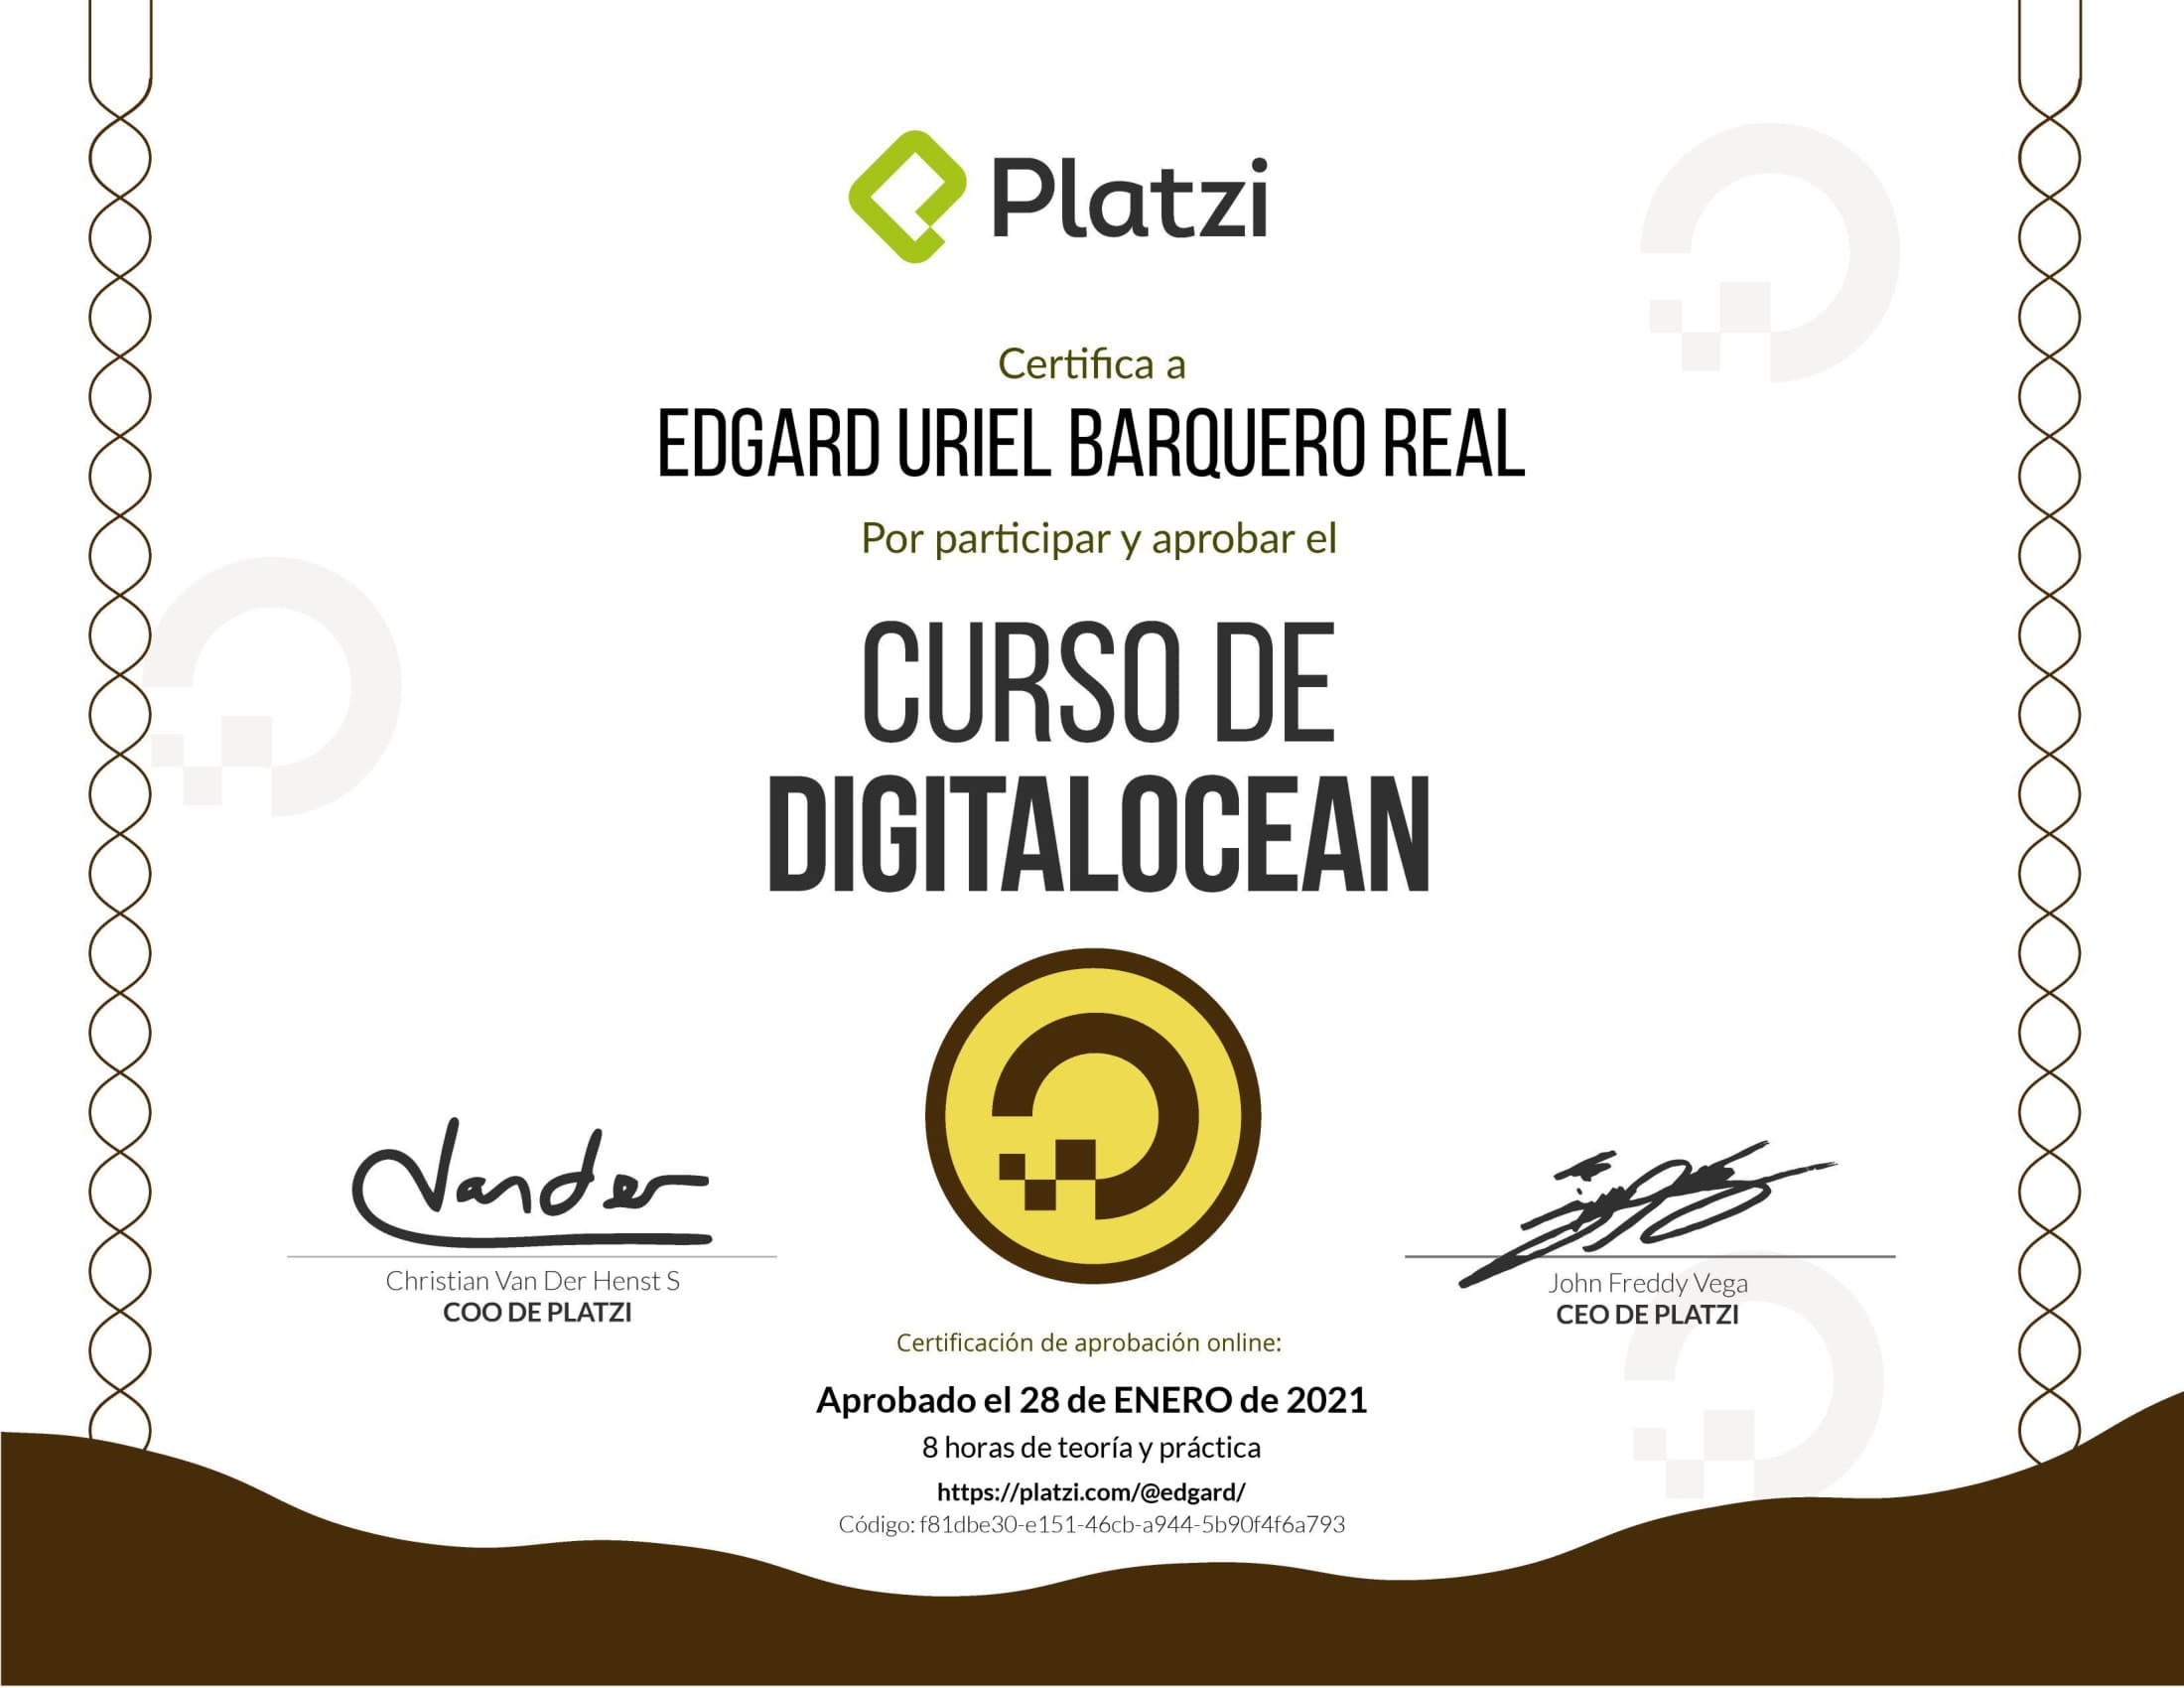 Platzi
Certifica a
EDGARD URIEL BARQUERO REAL
Por participar y aprobar el
CURSO DE
DIGITALOCEAN
Vander
Christian Van Der Henst S
COO DE PLATZI
John Freddy Vega
CEO DE PLATZI
Certificación de aprobación online:
Aprobado el 28 de ENERO de 2021
8 horas de teoría y práctica
https://platzi.com/@edgard/
Código: f81dbe30-e151-46cb-a944-5b90f4f6a793